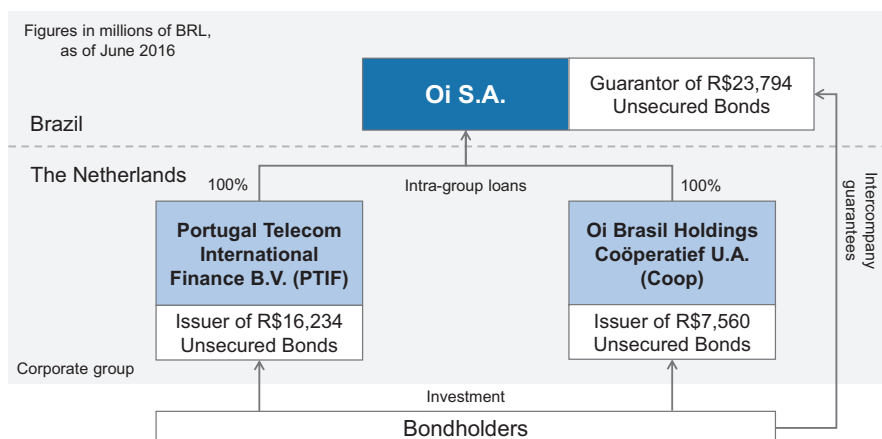 Figures in millions of BRL,
as of June 2016
Oi S.A.
Guarantor of R$23,794
Unsecured Bonds
Brazil
The Netherlands
100%
Intra-group loans
100%
Intercompany
guarantees
Portugal Telecom
International
Finance B.V. (PTIF)
Oi Brasil Holdings
Coöperatief U.A.
(Coop)
Issuer of R$16,234
Unsecured Bonds
Issuer of R$7,560
Unsecured Bonds
Corporate group
Investment
Bondholders